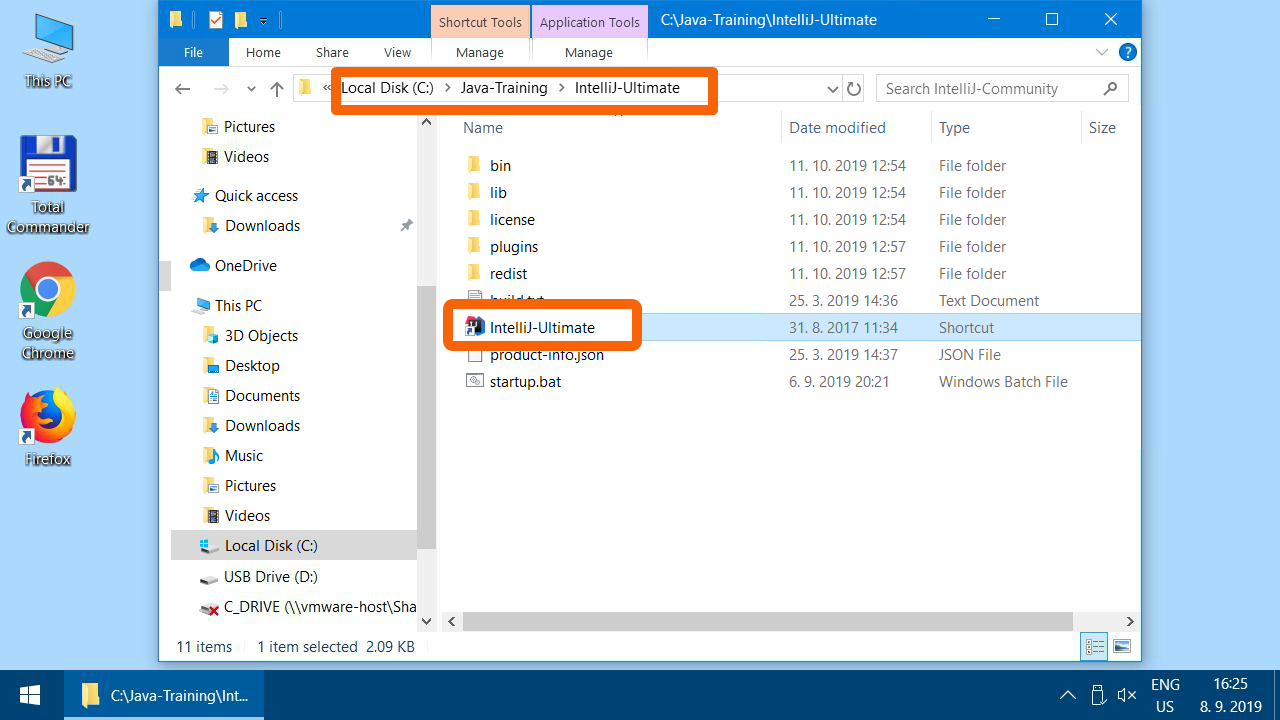 This PC
Total
Commander
64
Google
Chrome
Firefox
Shortcut Tools
Application Tools
C:\Java-Training\IntelliJ-Ultimate
File
Home
Share
View
Manage
Manage
?
«
Local Disk (C:) > Java-Training > IntelliJ-Ultimate
Search IntelliJ-Community
Pictures
Videos
Quick access
Downloads
OneDrive
This PC
3D Objects
Desktop
Documents
Downloads
Music
Pictures
Videos
Local Disk (C:)
USB Drive (D:)
C_DRIVE (\\vmware-host\Sha
Name Date modified Type Size
bin 11. 10. 2019 12:54 File folder
lib 11. 10. 2019 12:54 File folder
license 11. 10. 2019 12:54 File folder
plugins 11. 10. 2019 12:57 File folder
redist 11. 10. 2019 12:57 File folder
build.txt 25. 3. 2019 14:36 Text Document
IntelliJ-Ultimate 31. 8. 2017 11:34 Shortcut
product-info.json 25. 3. 2019 14:37 JSON File
startup.bat 6. 9. 2019 20:21 Windows Batch File
11 items 1 item selected 2.09 KB
C:\Java-Training\Int...
ENG
US
16:25
8. 9. 2019